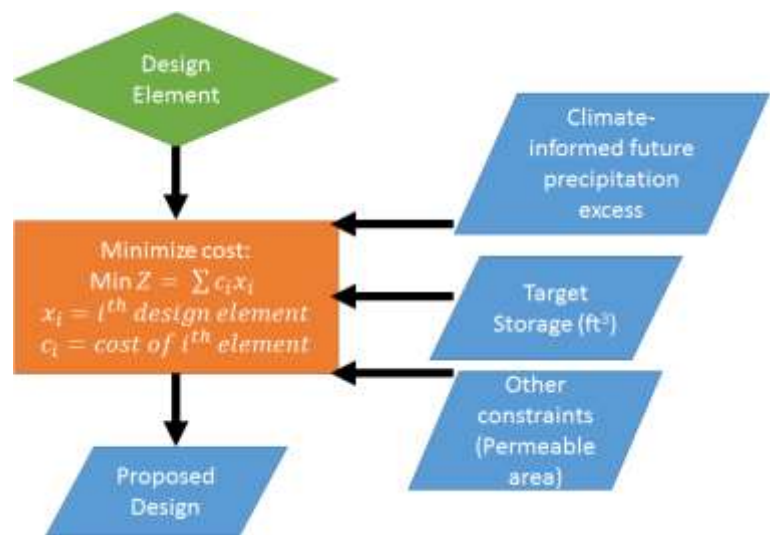 Design
Element
Climate-
informed future
precipitation
excess
Minimize cost:
Min Z = ∑ cᵢxᵢ
xᵢ = iᵗʰ design element
cᵢ = cost of iᵗʰ element
Target
Storage (ft³)
Other
constraints
(Permeable
area)
Proposed
Design